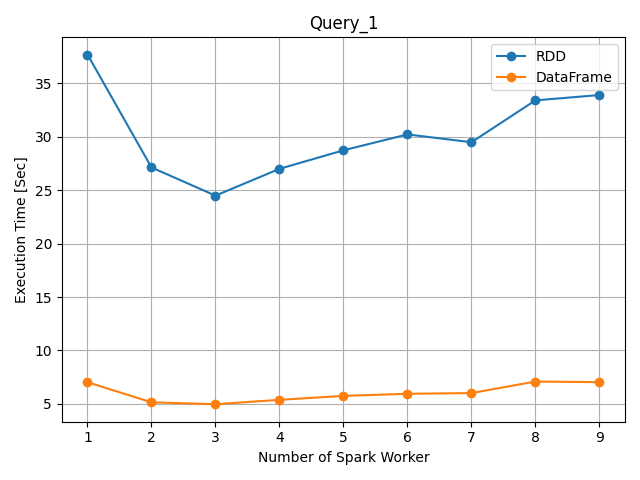 Query_1
RDD
DataFrame
Execution Time [Sec]
35
30
25
20
15
10
5
1 2 3 4 5 6 7 8 9
Number of Spark Worker